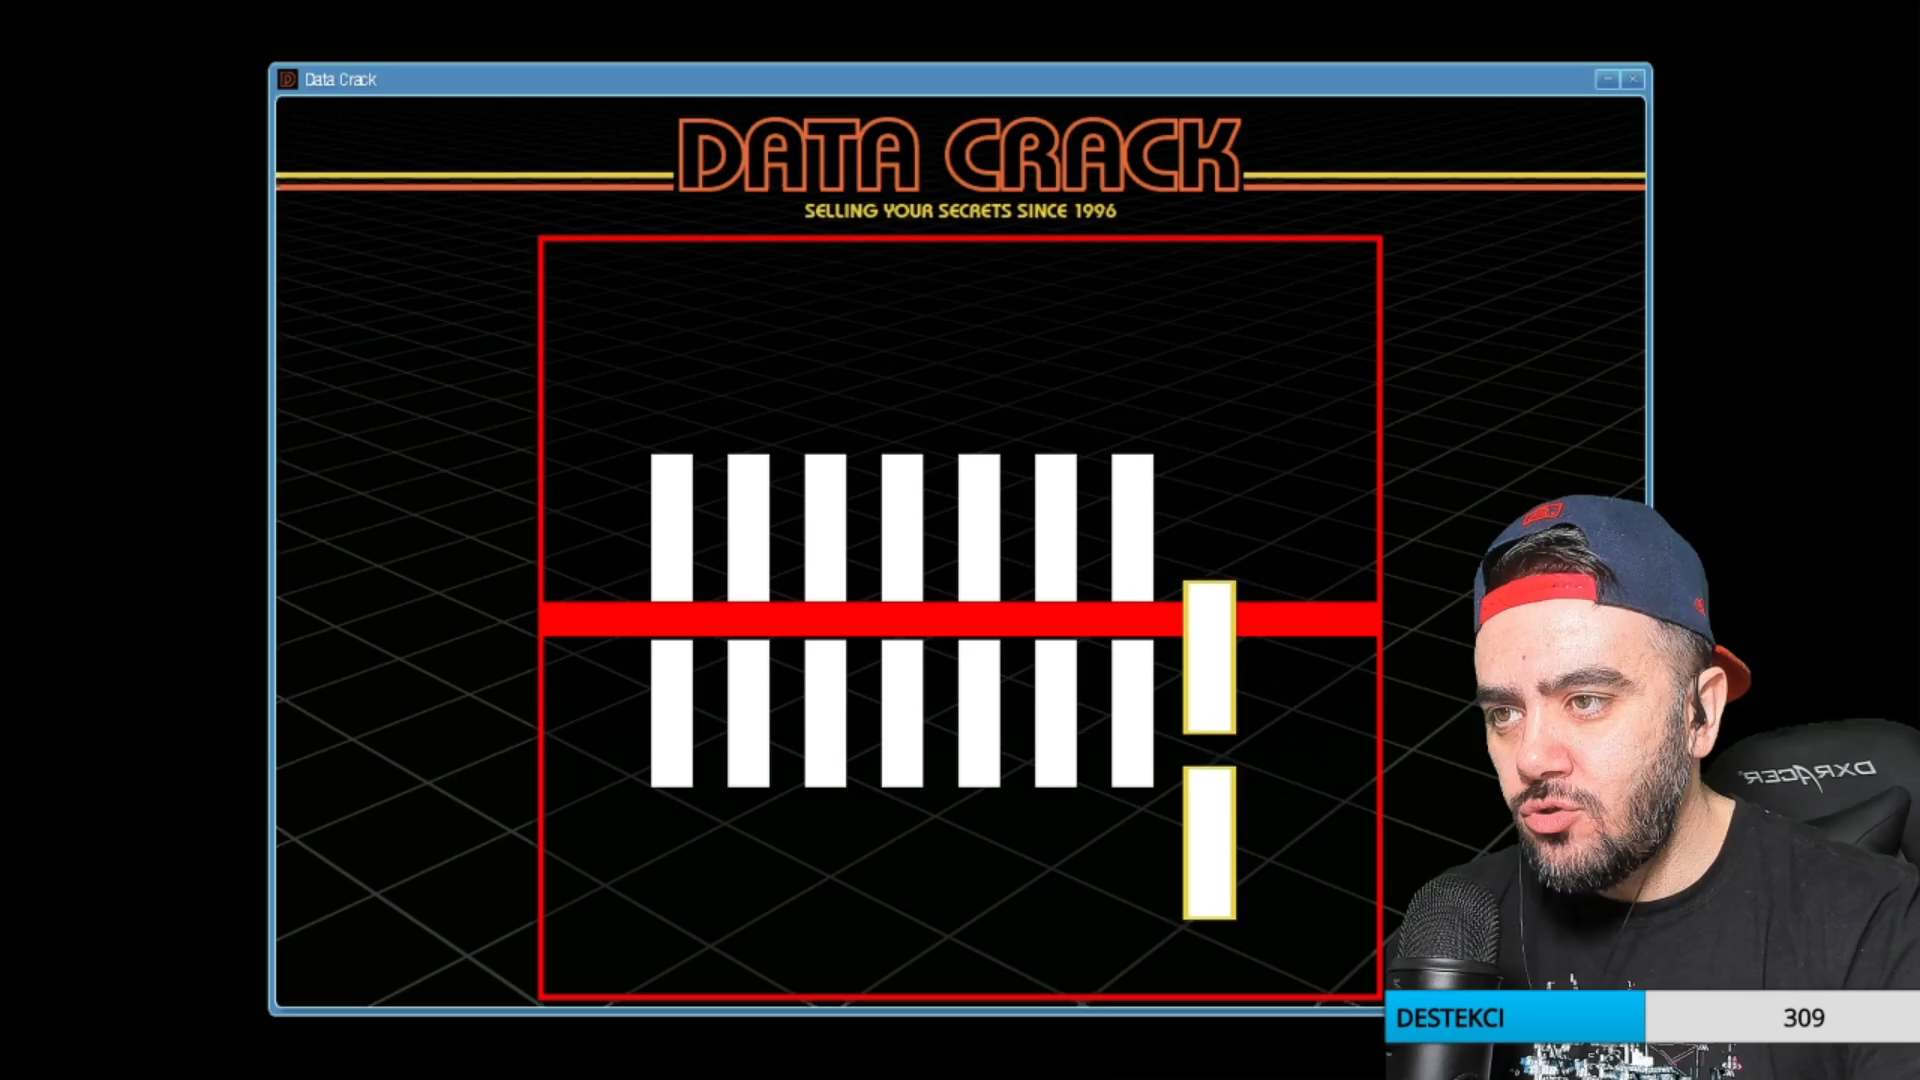 Data Crack
DATA CRACK
SELLING YOUR SECRETS SINCE 1996
DXRACER
DESTEKCI
309